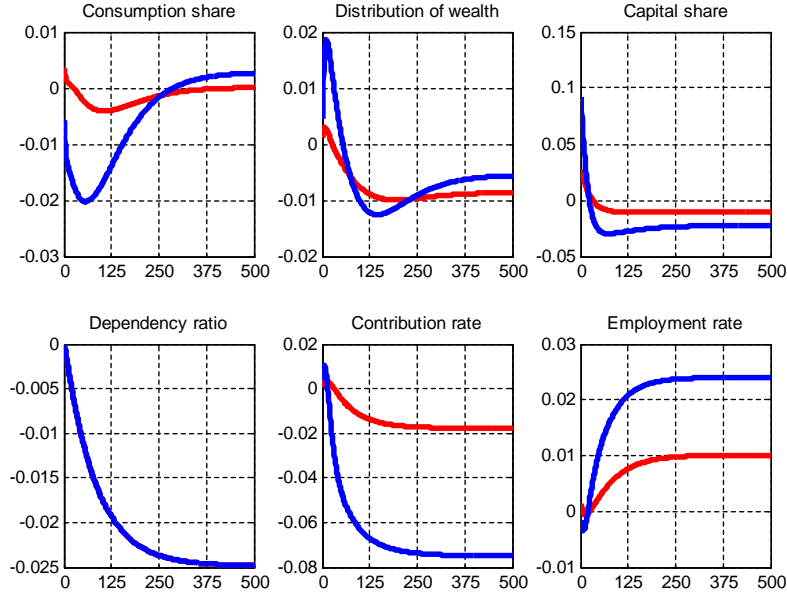 Consumption share
0.01
0
-0.01
-0.02
-0.03
0 125 250 375 500
Distribution of wealth
0.02
0.01
0
-0.01
-0.02
0 125 250 375 500
Capital share
0.15
0.1
0.05
0
-0.05
0 125 250 375 500
Dependency ratio
0
-0.005
-0.01
-0.015
-0.02
-0.025
0 125 250 375 500
Contribution rate
0.02
0
-0.02
-0.04
-0.06
-0.08
0 125 250 375 500
Employment rate
0.03
0.02
0.01
0
-0.01
0 125 250 375 500